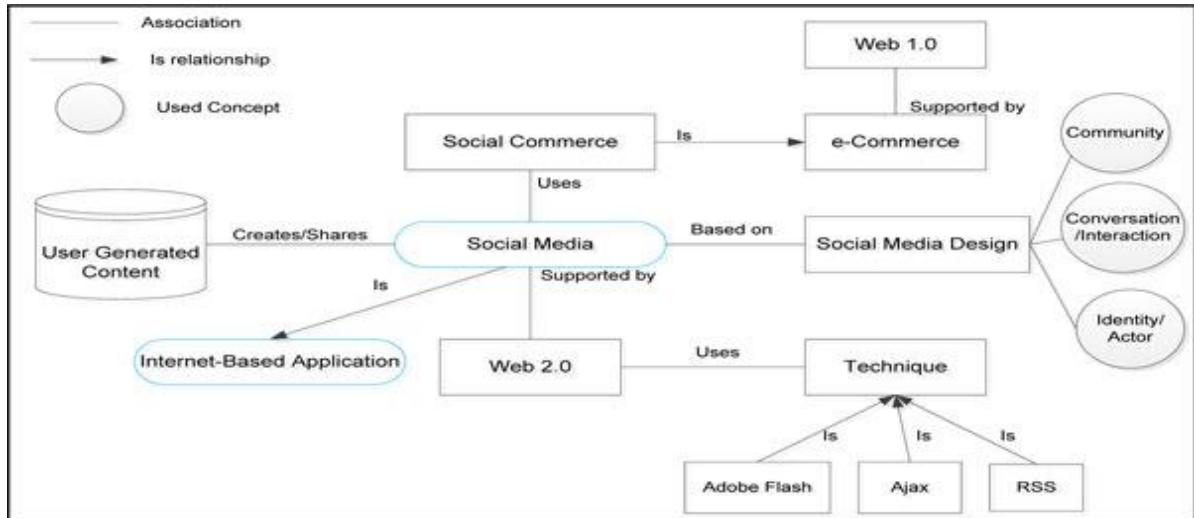 Association
Is relationship
Used Concept
Web 1.0
Supported by
Social Commerce
Is
e-Commerce
Community
Uses
User Generated
Content
Creates/Shares
Social Media
Based on
Social Media Design
Conversation
/Interaction
Supported by
Is
Identity/
Actor
Internet-Based Application
Web 2.0
Uses
Technique
Is
Is
Is
Adobe Flash
Ajax
RSS